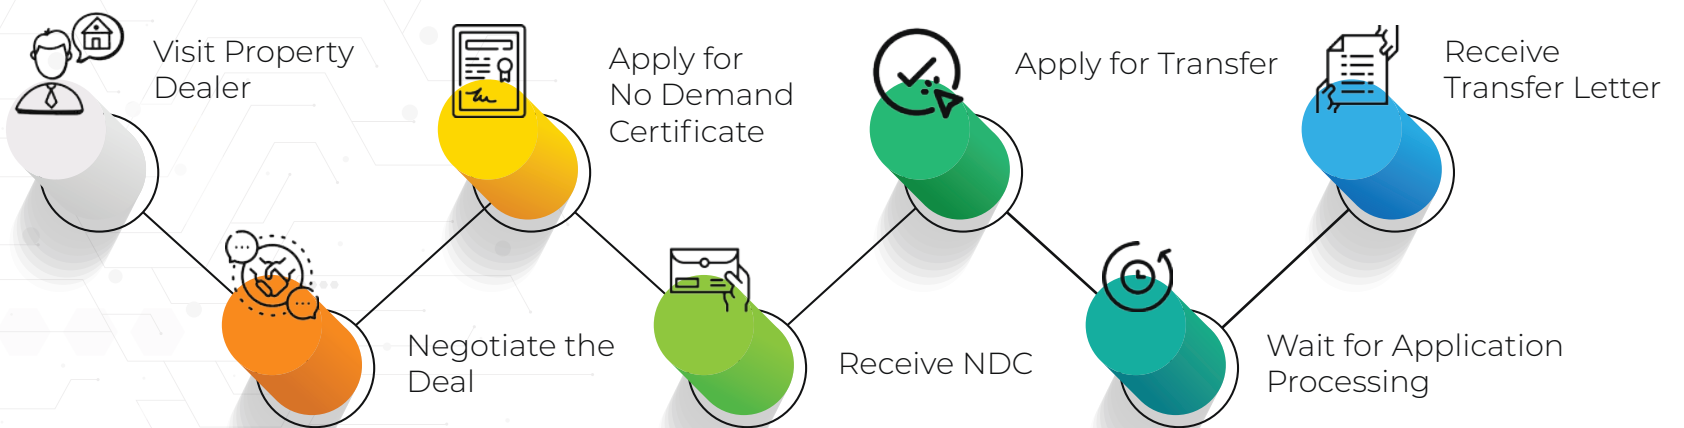 Visit Property
Dealer
Negotiate the
Deal
Apply for
No Demand
Certificate
Receive NDC
Apply for Transfer
Wait for Application
Processing
Receive
Transfer Letter